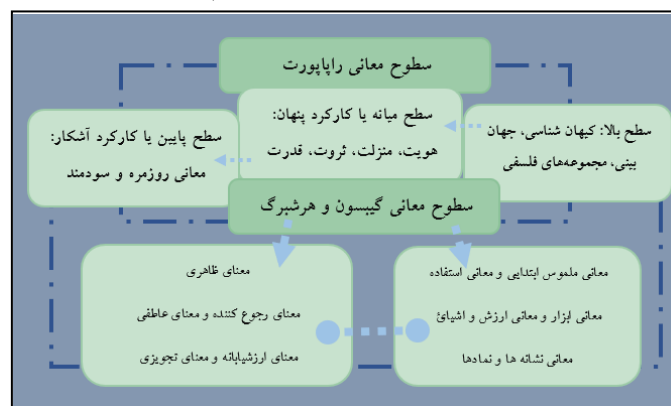 سطوح معانی راپاپورت
سطح بالا: کیهان شناسی، جهان
بینی، مجموعه‌های فلسفی
سطح میانه یا کارکرد پنهان:
هویت، منزلت، ثروت، قدرت
سطح پایین یا کارکرد آشکار:
معانی روزمره و سودمند
سطوح معانی گیبسون و هرشبرگ
معانی ملموس ابتدایی و معانی استفاده
معانی ابزار و معانی ارزش و اشیائ
معانی نشانه ها و نمادها
معنای ظاهری
معنای رجوع کننده و معنای عاطفی
معنای ارزشیابانه و معنای تجویزی